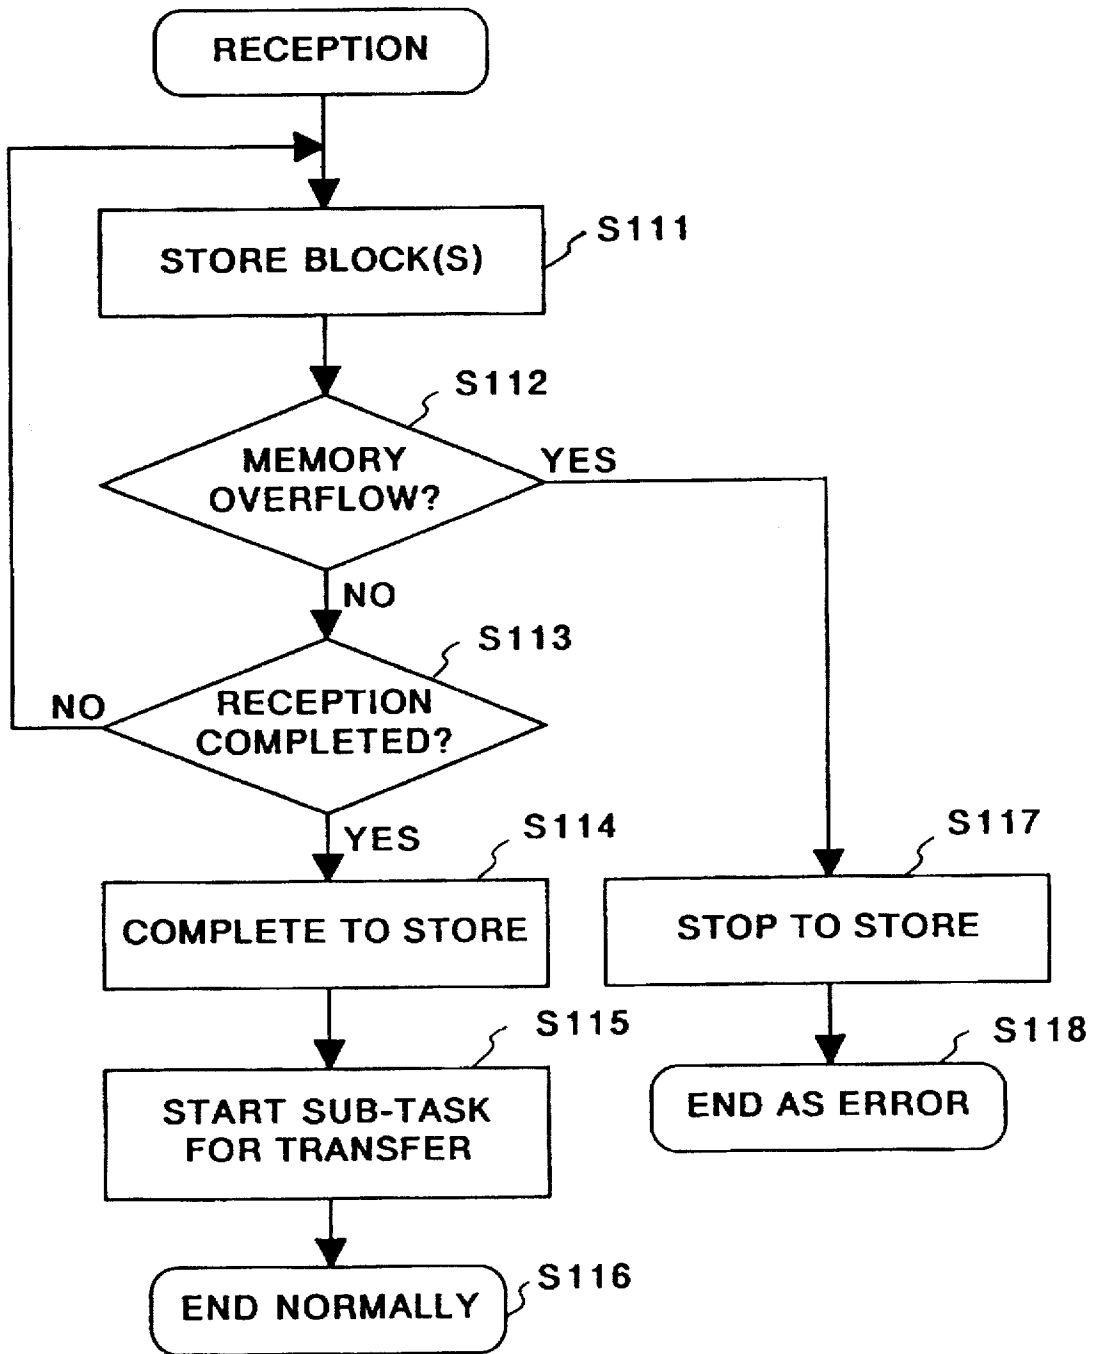 RECEPTION
STORE BLOCK(S)
S111
S112
MEMORY
OVERFLOW?
YES
NO
S113
RECEPTION
COMPLETED?
NO
YES
S114
COMPLETE TO STORE
S117
STOP TO STORE
S115
START SUB-TASK
FOR TRANSFER
S118
END AS ERROR
S116
END NORMALLY